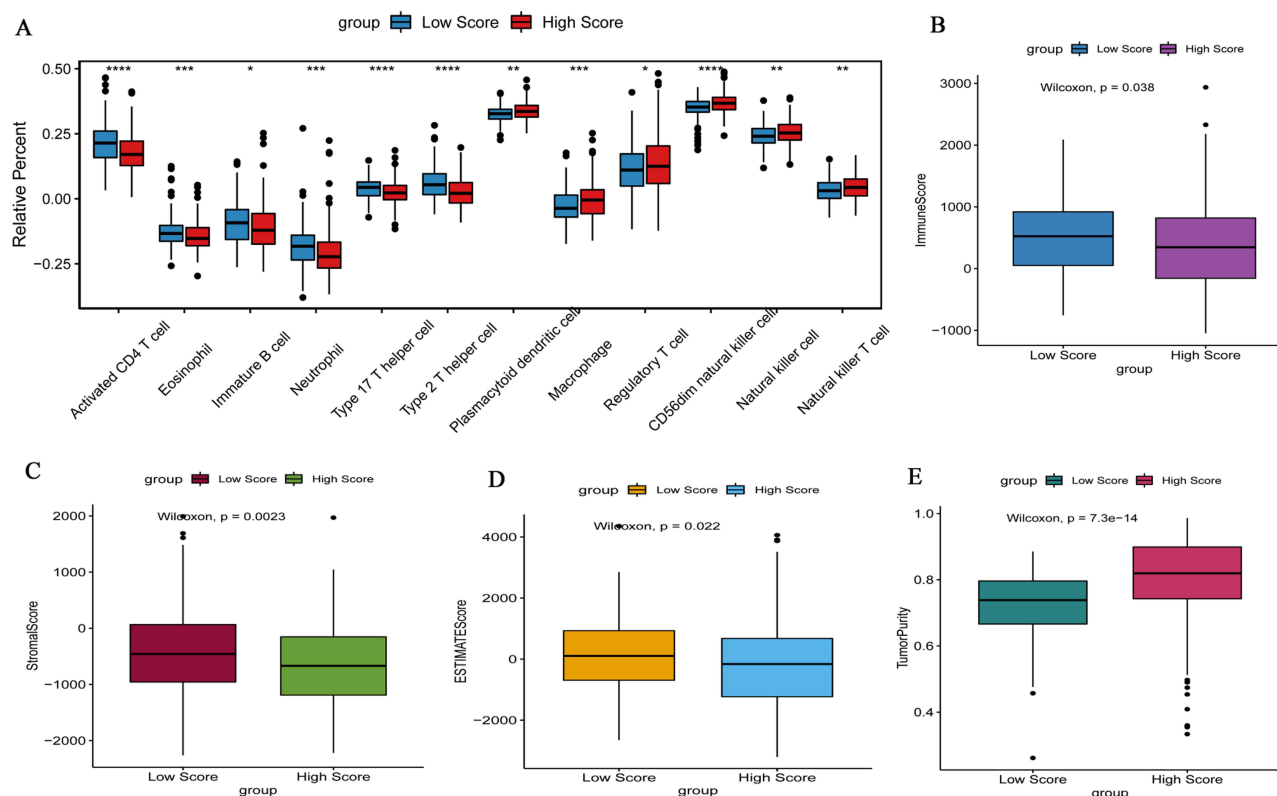 A
group Low Score High Score
**** *** * *** **** **** ** *** * **** ** **
Relative Percent
0.50
0.25
0.00
−0.25
Activated CD4 T cell
Eosinophil
Immature B cell
Neutrophil
Type 17 T helper cell
Type 2 T helper cell
Plasmacytoid dendritic cell
Macrophage
Regulatory T cell
CD56dim natural killer cell
Natural killer cell
Natural killer T cell
B
group Low Score High Score
Wilcoxon, p = 0.038
ImmuneScore
3000
2000
1000
0
−1000
Low Score High Score
group
C
group Low Score High Score
Wilcoxon, p = 0.0023
StromalScore
2000
1000
0
−1000
−2000
Low Score High Score
group
D
group Low Score High Score
Wilcoxon, p = 0.022
ESTIMATEScore
4000
2000
0
−2000
Low Score High Score
group
E
group Low Score High Score
Wilcoxon, p = 7.3e−14
TumorPurity
1.0
0.8
0.6
0.4
Low Score High Score
group